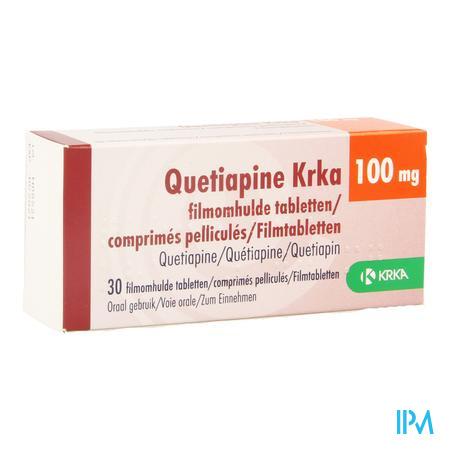 Quetiapine Krka 100 mg
filmomhulde tabletten/
comprimés pelliculés/Filmtabletten
Quetiapine/Quétiapine/Quetiapin
30 filmomhulde tabletten/comprimés pelliculés/Filmtabletten
Oraal gebruik/Voie orale/Zum Einnehmen
KRKA
IPM